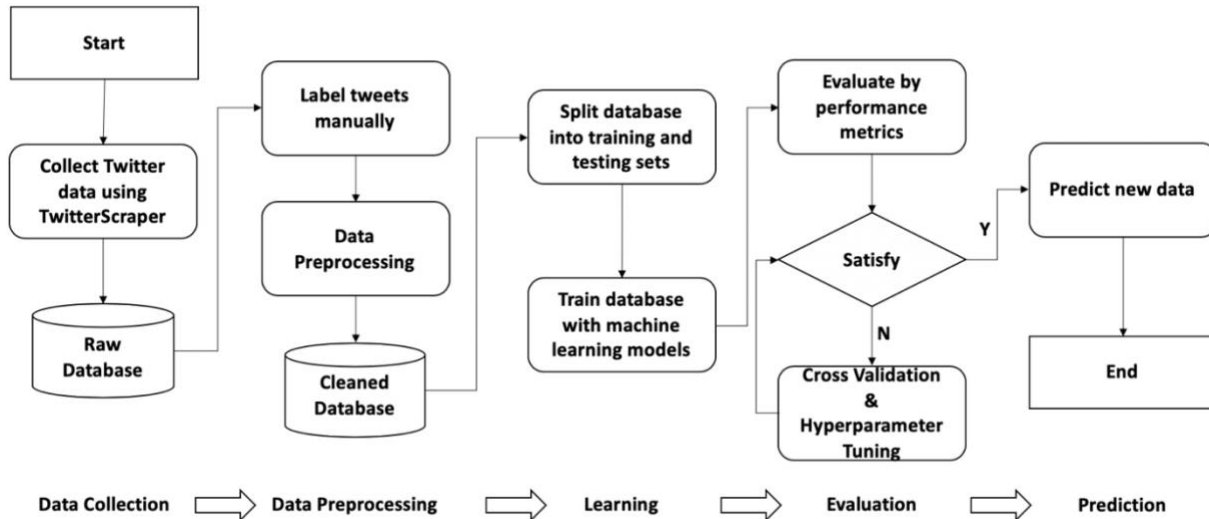 Start
Collect Twitter
data using
TwitterScraper
Raw
Database
Label tweets
manually
Data
Preprocessing
Cleaned
Database
Split database
into training and
testing sets
Train database
with machine
learning models
Evaluate by
performance
metrics
Satisfy
Y
N
Cross Validation
&
Hyperparameter
Tuning
Predict new data
End
Data Collection
Data Preprocessing
Learning
Evaluation
Prediction